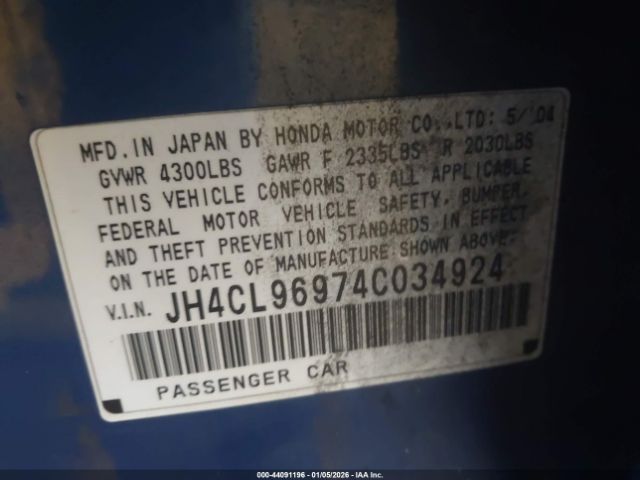 MFD. IN JAPAN BY HONDA MOTOR CO.,LTD: 5/'04
GVWR 4300LBS GAWR F 2335LBS R 2030LBS
THIS VEHICLE CONFORMS TO ALL APPLICABLE
FEDERAL MOTOR VEHICLE SAFETY, BUMPER,
AND THEFT PREVENTION STANDARDS IN EFFECT
ON THE DATE OF MANUFACTURE SHOWN ABOVE.
V.I.N. JH4CL96974C034924
PASSENGER CAR
000-44091196 - 01/05/2026 - IAA Inc.